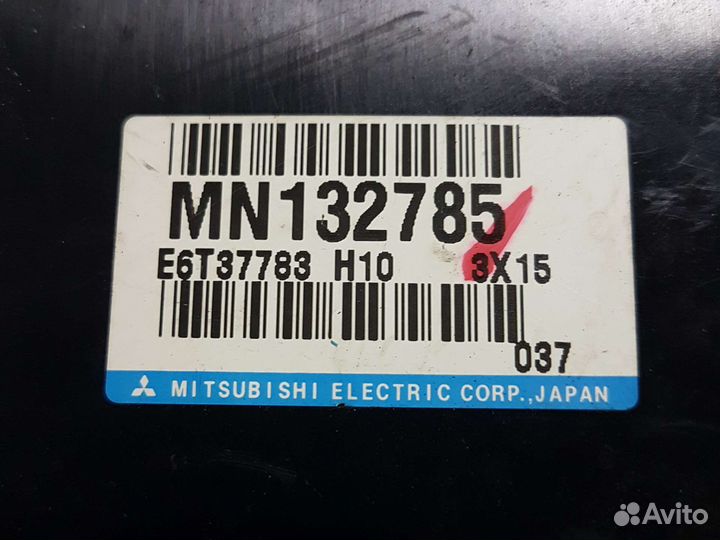 MN132785
E6T37783 H10 3X15
037
MITSUBISHI ELECTRIC CORP.,JAPAN
Avito